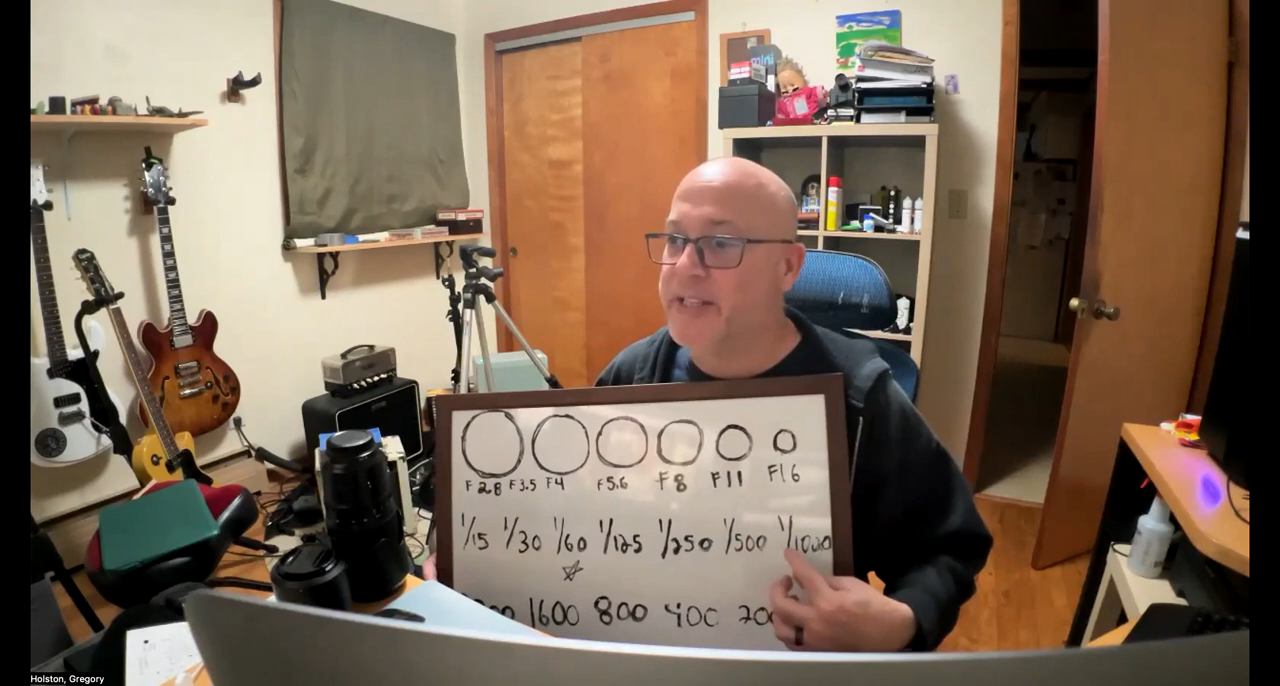 mini
F2.8 F3.5 F4 F5.6 F8 F11 F16
1/15 1/30 1/60 1/125 1/250 1/500 1/1000
1600 800 400
Holston, Gregory